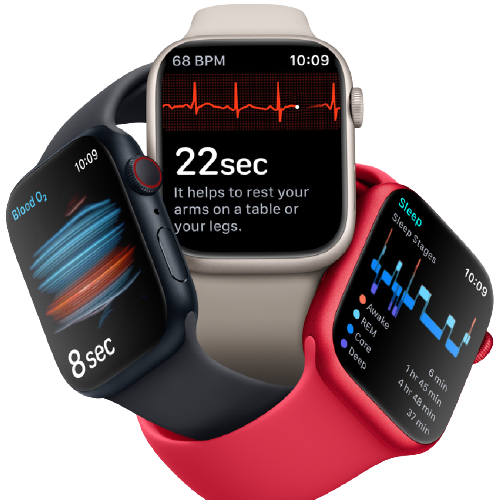 68 BPM 10:09
22sec
It helps to rest your
arms on a table or
your legs.
10:09
Blood O₂
8 sec
Sleep
10:09
Sleep Stages
Awake 6 min
REM 1 hr 45 min
Core 4 hr 48 min
Deep 37 min